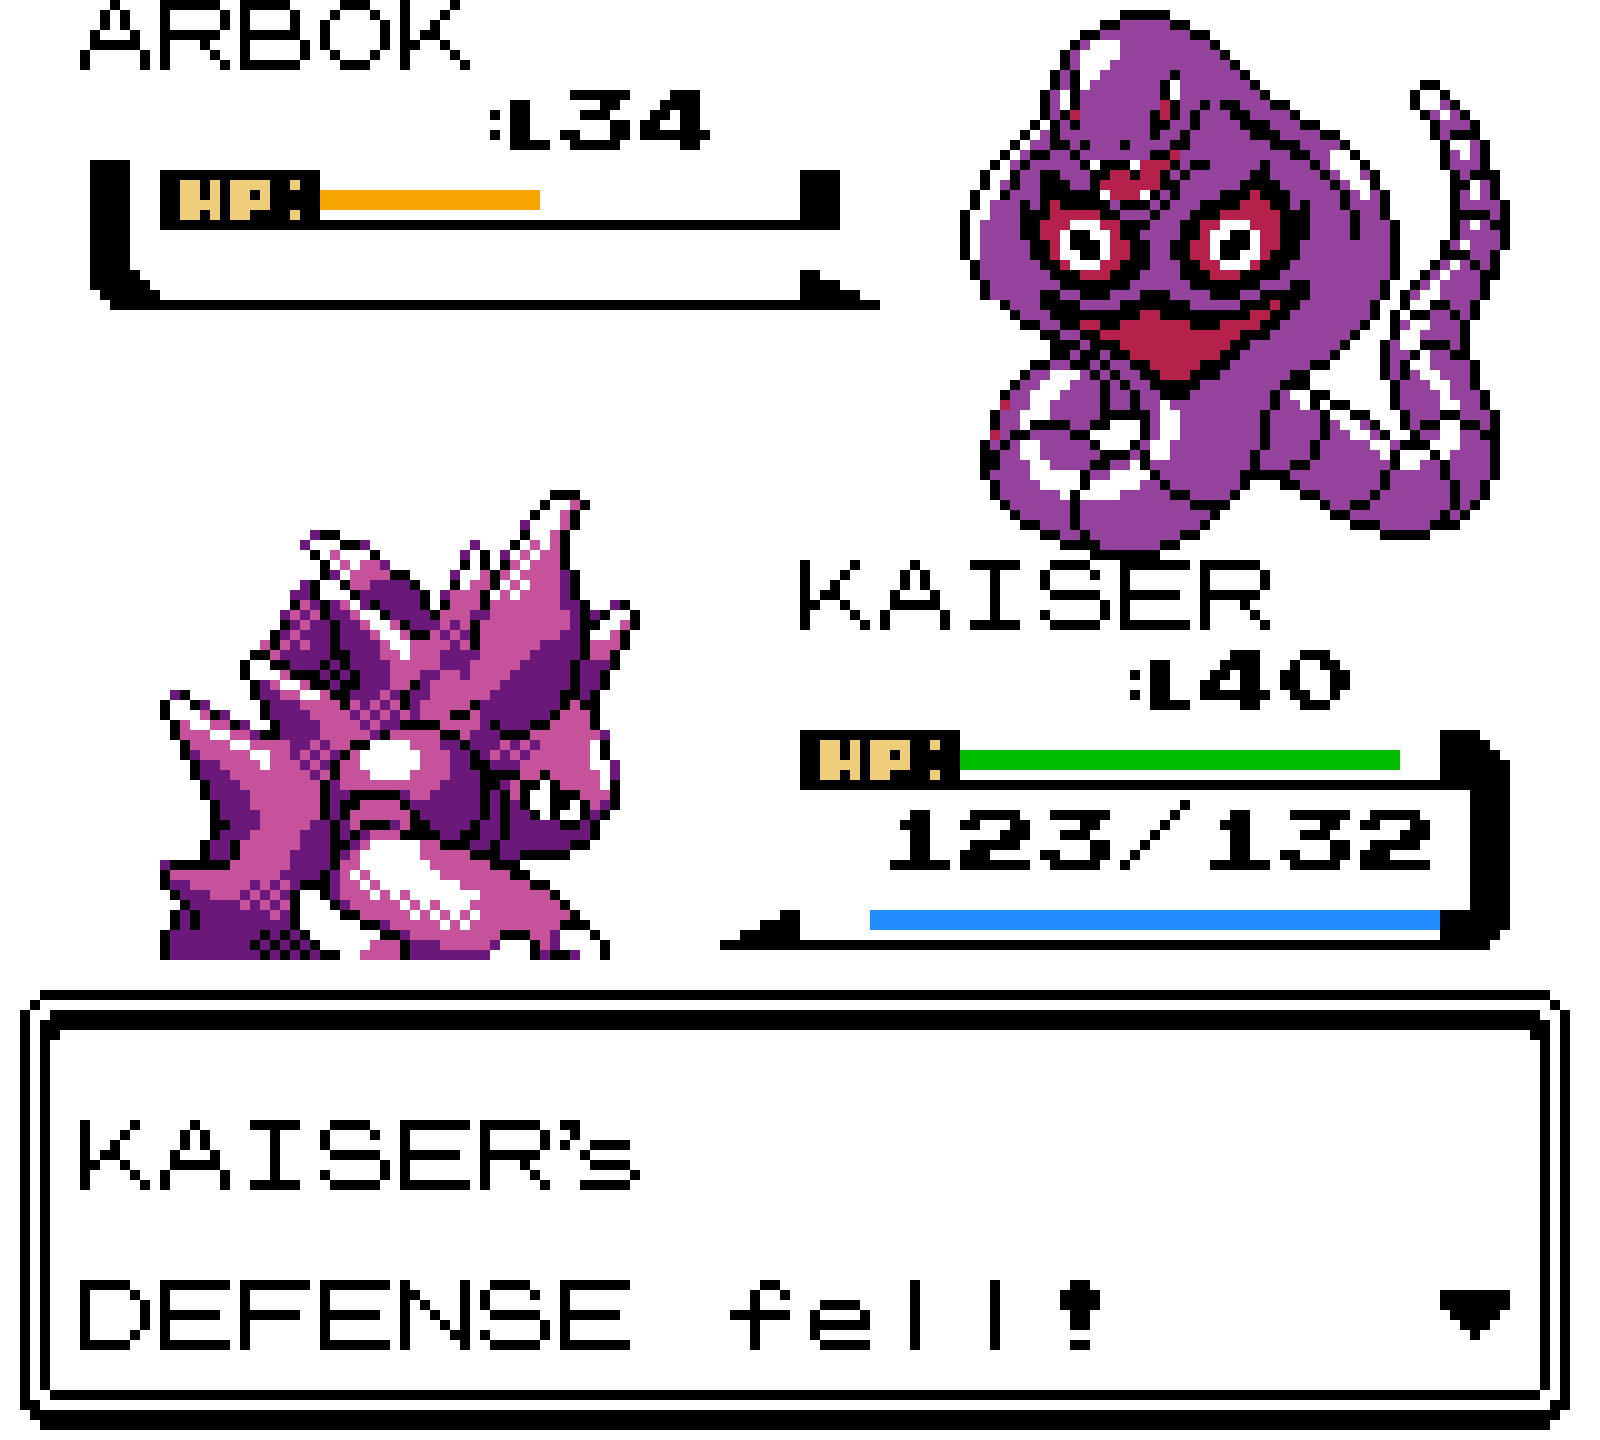 ARBOK
:L34
HP:
KAISER
:L40
HP:
123/132
KAISER's
DEFENSE fell!